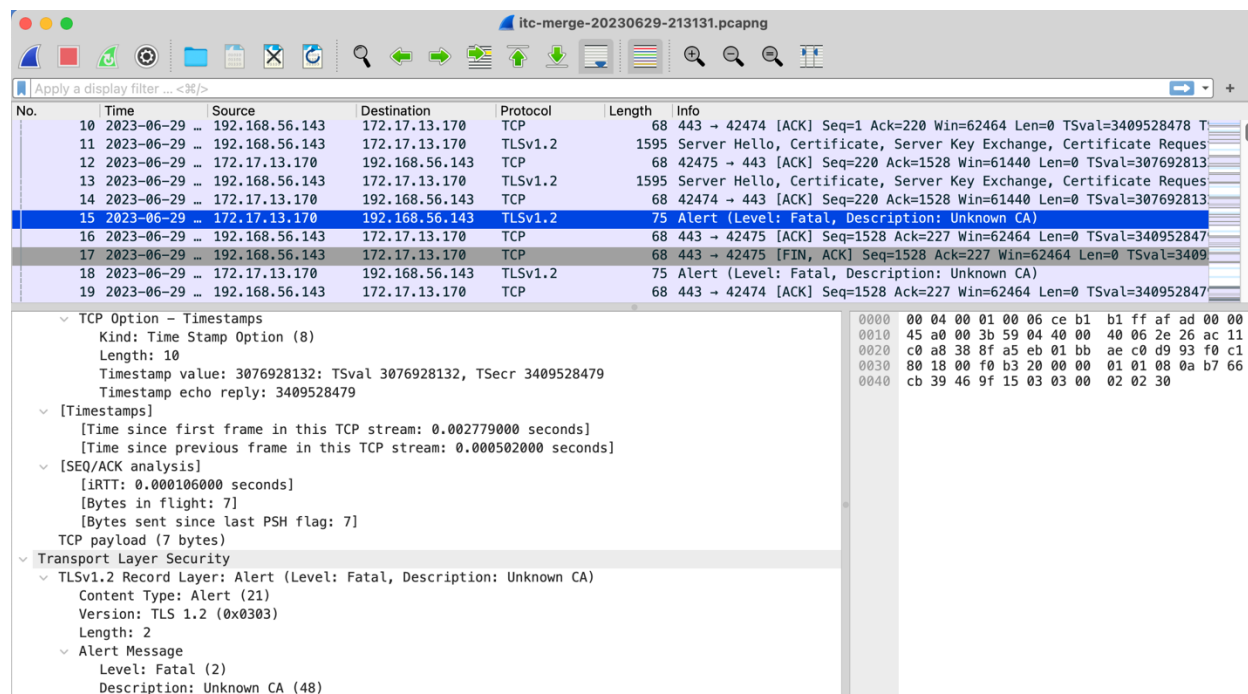 itc-merge-20230629-213131.pcapng
Apply a display filter ... <⌘/>
+
No. Time Source Destination Protocol Length Info
10 2023-06-29 … 192.168.56.143 172.17.13.170 TCP 68 443 → 42474 [ACK] Seq=1 Ack=220 Win=62464 Len=0 TSval=3409528478 T
11 2023-06-29 … 192.168.56.143 172.17.13.170 TLSv1.2 1595 Server Hello, Certificate, Server Key Exchange, Certificate Reques
12 2023-06-29 … 172.17.13.170 192.168.56.143 TCP 68 42475 → 443 [ACK] Seq=220 Ack=1528 Win=61440 Len=0 TSval=307692813
13 2023-06-29 … 192.168.56.143 172.17.13.170 TLSv1.2 1595 Server Hello, Certificate, Server Key Exchange, Certificate Reques
14 2023-06-29 … 172.17.13.170 192.168.56.143 TCP 68 42474 → 443 [ACK] Seq=220 Ack=1528 Win=61440 Len=0 TSval=307692813
15 2023-06-29 … 172.17.13.170 192.168.56.143 TLSv1.2 75 Alert (Level: Fatal, Description: Unknown CA)
16 2023-06-29 … 192.168.56.143 172.17.13.170 TCP 68 443 → 42475 [ACK] Seq=1528 Ack=227 Win=62464 Len=0 TSval=340952847
17 2023-06-29 … 192.168.56.143 172.17.13.170 TCP 68 443 → 42475 [FIN, ACK] Seq=1528 Ack=227 Win=62464 Len=0 TSval=3409
18 2023-06-29 … 172.17.13.170 192.168.56.143 TLSv1.2 75 Alert (Level: Fatal, Description: Unknown CA)
19 2023-06-29 … 192.168.56.143 172.17.13.170 TCP 68 443 → 42474 [ACK] Seq=1528 Ack=227 Win=62464 Len=0 TSval=340952847
TCP Option – Timestamps
Kind: Time Stamp Option (8)
Length: 10
Timestamp value: 3076928132: TSval 3076928132, TSecr 3409528479
Timestamp echo reply: 3409528479
[Timestamps]
[Time since first frame in this TCP stream: 0.002779000 seconds]
[Time since previous frame in this TCP stream: 0.000502000 seconds]
[SEQ/ACK analysis]
[iRTT: 0.000106000 seconds]
[Bytes in flight: 7]
[Bytes sent since last PSH flag: 7]
TCP payload (7 bytes)
Transport Layer Security
TLSv1.2 Record Layer: Alert (Level: Fatal, Description: Unknown CA)
Content Type: Alert (21)
Version: TLS 1.2 (0x0303)
Length: 2
Alert Message
Level: Fatal (2)
Description: Unknown CA (48)
0000 00 04 00 01 00 06 ce b1 b1 ff af ad 00 00
0010 45 a0 00 3b 59 04 40 00 40 06 2e 26 ac 11
0020 c0 a8 38 8f a5 eb 01 bb ae c0 d9 93 f0 c1
0030 80 18 00 f0 b3 20 00 00 01 01 08 0a b7 66
0040 cb 39 46 9f 15 03 03 00 02 02 30